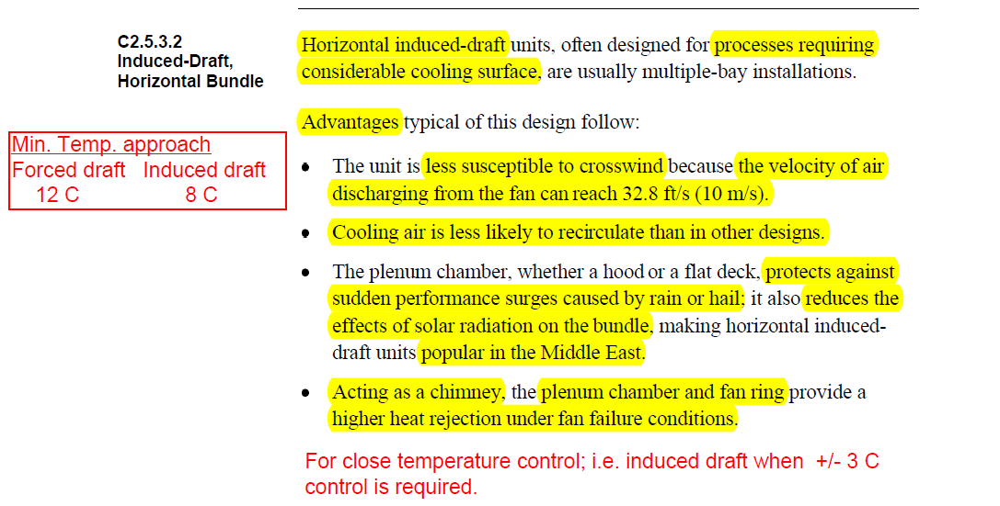 C2.5.3.2
Induced-Draft,
Horizontal Bundle
Horizontal induced-draft units, often designed for processes requiring
considerable cooling surface, are usually multiple-bay installations.
Advantages typical of this design follow:
Min. Temp. approach
Forced draft Induced draft
12 C 8 C
• The unit is less susceptible to crosswind because the velocity of air
discharging from the fan can reach 32.8 ft/s (10 m/s).
• Cooling air is less likely to recirculate than in other designs.
• The plenum chamber, whether a hood or a flat deck, protects against
sudden performance surges caused by rain or hail; it also reduces the
effects of solar radiation on the bundle, making horizontal induced-
draft units popular in the Middle East.
• Acting as a chimney, the plenum chamber and fan ring provide a
higher heat rejection under fan failure conditions.
For close temperature control; i.e. induced draft when +/- 3 C
control is required.